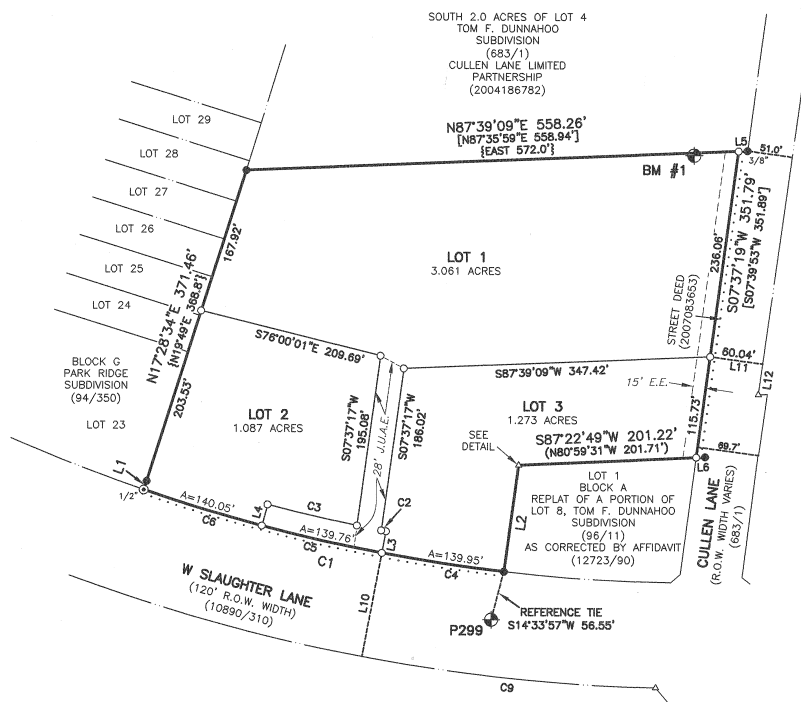 SOUTH 2.0 ACRES OF LOT 4
TOM F. DUNNAHOO
SUBDIVISION
(683/1)
CULLEN LANE LIMITED
PARTNERSHIP
(2004186782)
N87°39'09"E 558.26'
[N87°35'59"E 558.94']
{EAST 572.0'}
L5
51.0'
3/8"
BM #1
LOT 29
LOT 28
LOT 27
LOT 26
LOT 25
LOT 24
BLOCK G
PARK RIDGE
SUBDIVISION
(94/350)
LOT 23
N17°28'34"E 371.46'
{N19°49'E 368.8'}
167.92'
203.53'
LOT 1
3.061 ACRES
236.06'
S07°37'19"W 351.79'
[S07°39'53"W 351.89']
STREET DEED
(2007083653)
S76°00'01"E 209.69'
S87°39'09"W 347.42'
60.04'
L11
L12
15' E.E.
115.73'
LOT 2
1.087 ACRES
S07°37'17"W
195.08'
28' J.U.A.E.
S07°37'17"W
186.02'
LOT 3
1.273 ACRES
S87°22'49"W 201.22'
(N80°59'31"W 201.71')
SEE
DETAIL
69.7'
L6
LOT 1
BLOCK A
REPLAT OF A PORTION OF
LOT 8, TOM F. DUNNAHOO
SUBDIVISION
(96/11)
AS CORRECTED BY AFFIDAVIT
(12723/90)
CULLEN LANE
(R.O.W. WIDTH VARIES)
(683/1)
L1
1/2"
A=140.05'
C6
L4
C3
A=139.76'
C5
C1
C2
L3
A=139.95'
C4
L2
W SLAUGHTER LANE
(120' R.O.W. WIDTH)
(10890/310)
L10
REFERENCE TIE
S14°33'57"W 56.55'
P299
C9